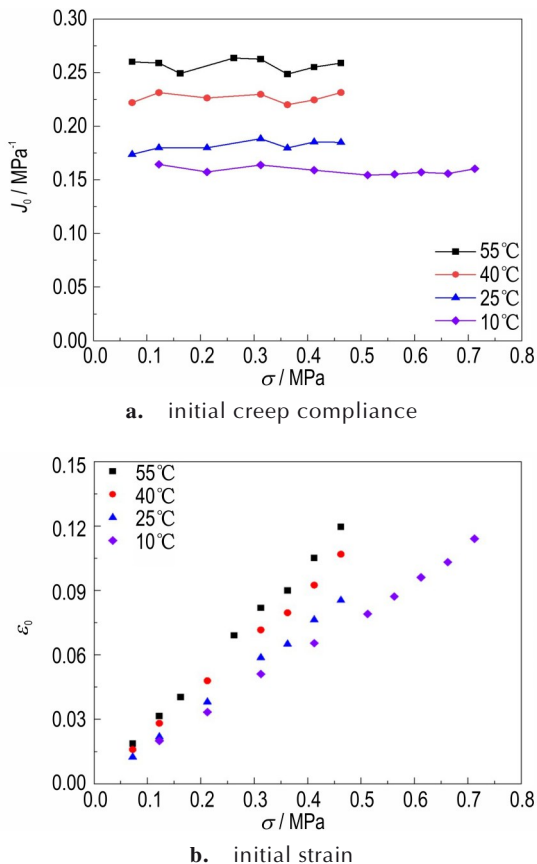 0.30
0.25
0.20
0.15
0.10
0.05
0.00
J₀ / MPa⁻¹
55℃
40℃
25℃
10℃
0.0 0.1 0.2 0.3 0.4 0.5 0.6 0.7 0.8
σ / MPa
a. initial creep compliance
0.15
0.12
0.09
0.06
0.03
0.00
ε₀
55℃
40℃
25℃
10℃
0.0 0.1 0.2 0.3 0.4 0.5 0.6 0.7 0.8
σ / MPa
b. initial strain